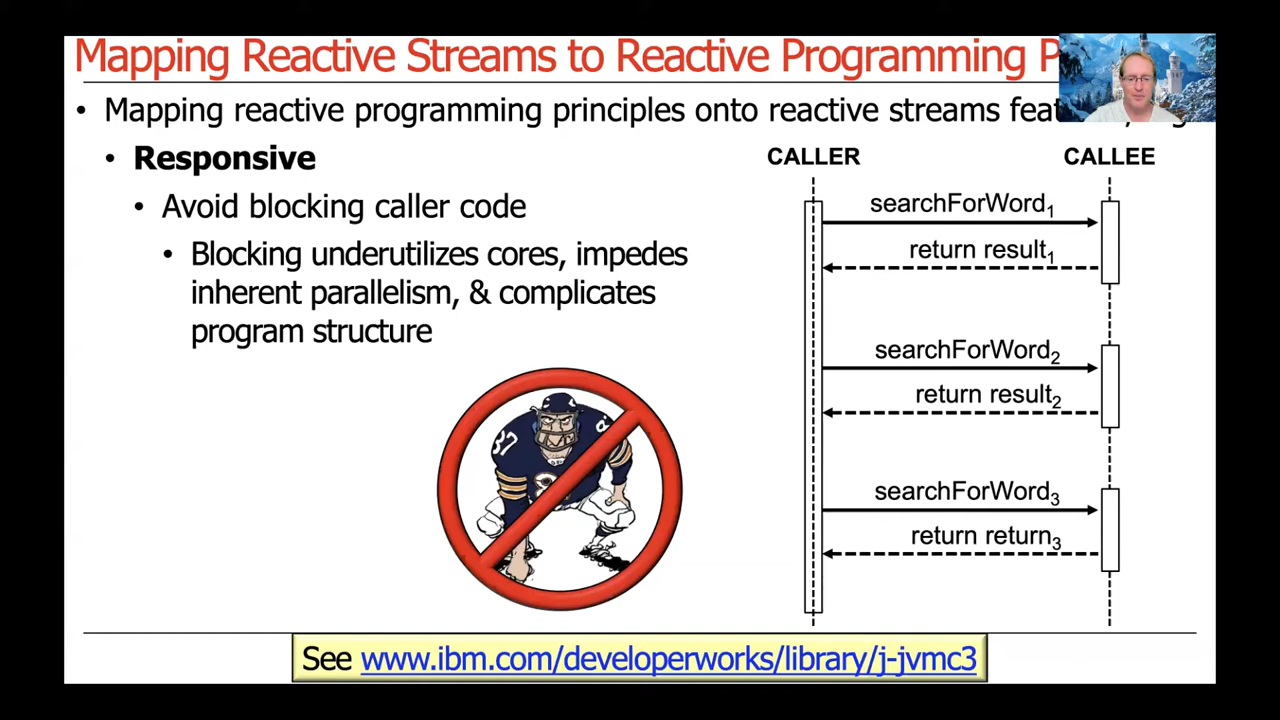 Mapping Reactive Streams to Reactive Programming P
• Mapping reactive programming principles onto reactive streams
• Responsive
• Avoid blocking caller code
• Blocking underutilizes cores, impedes
inherent parallelism, & complicates
program structure
CALLER
CALLEE
searchForWord1
return result1
searchForWord2
return result2
searchForWord3
return return3
37
See www.ibm.com/developerworks/library/j-jvmc3